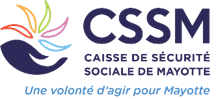 CSSM
CAISSE DE SÉCURITÉ
SOCIALE DE MAYOTTE
Une volonté d'agir pour Mayotte